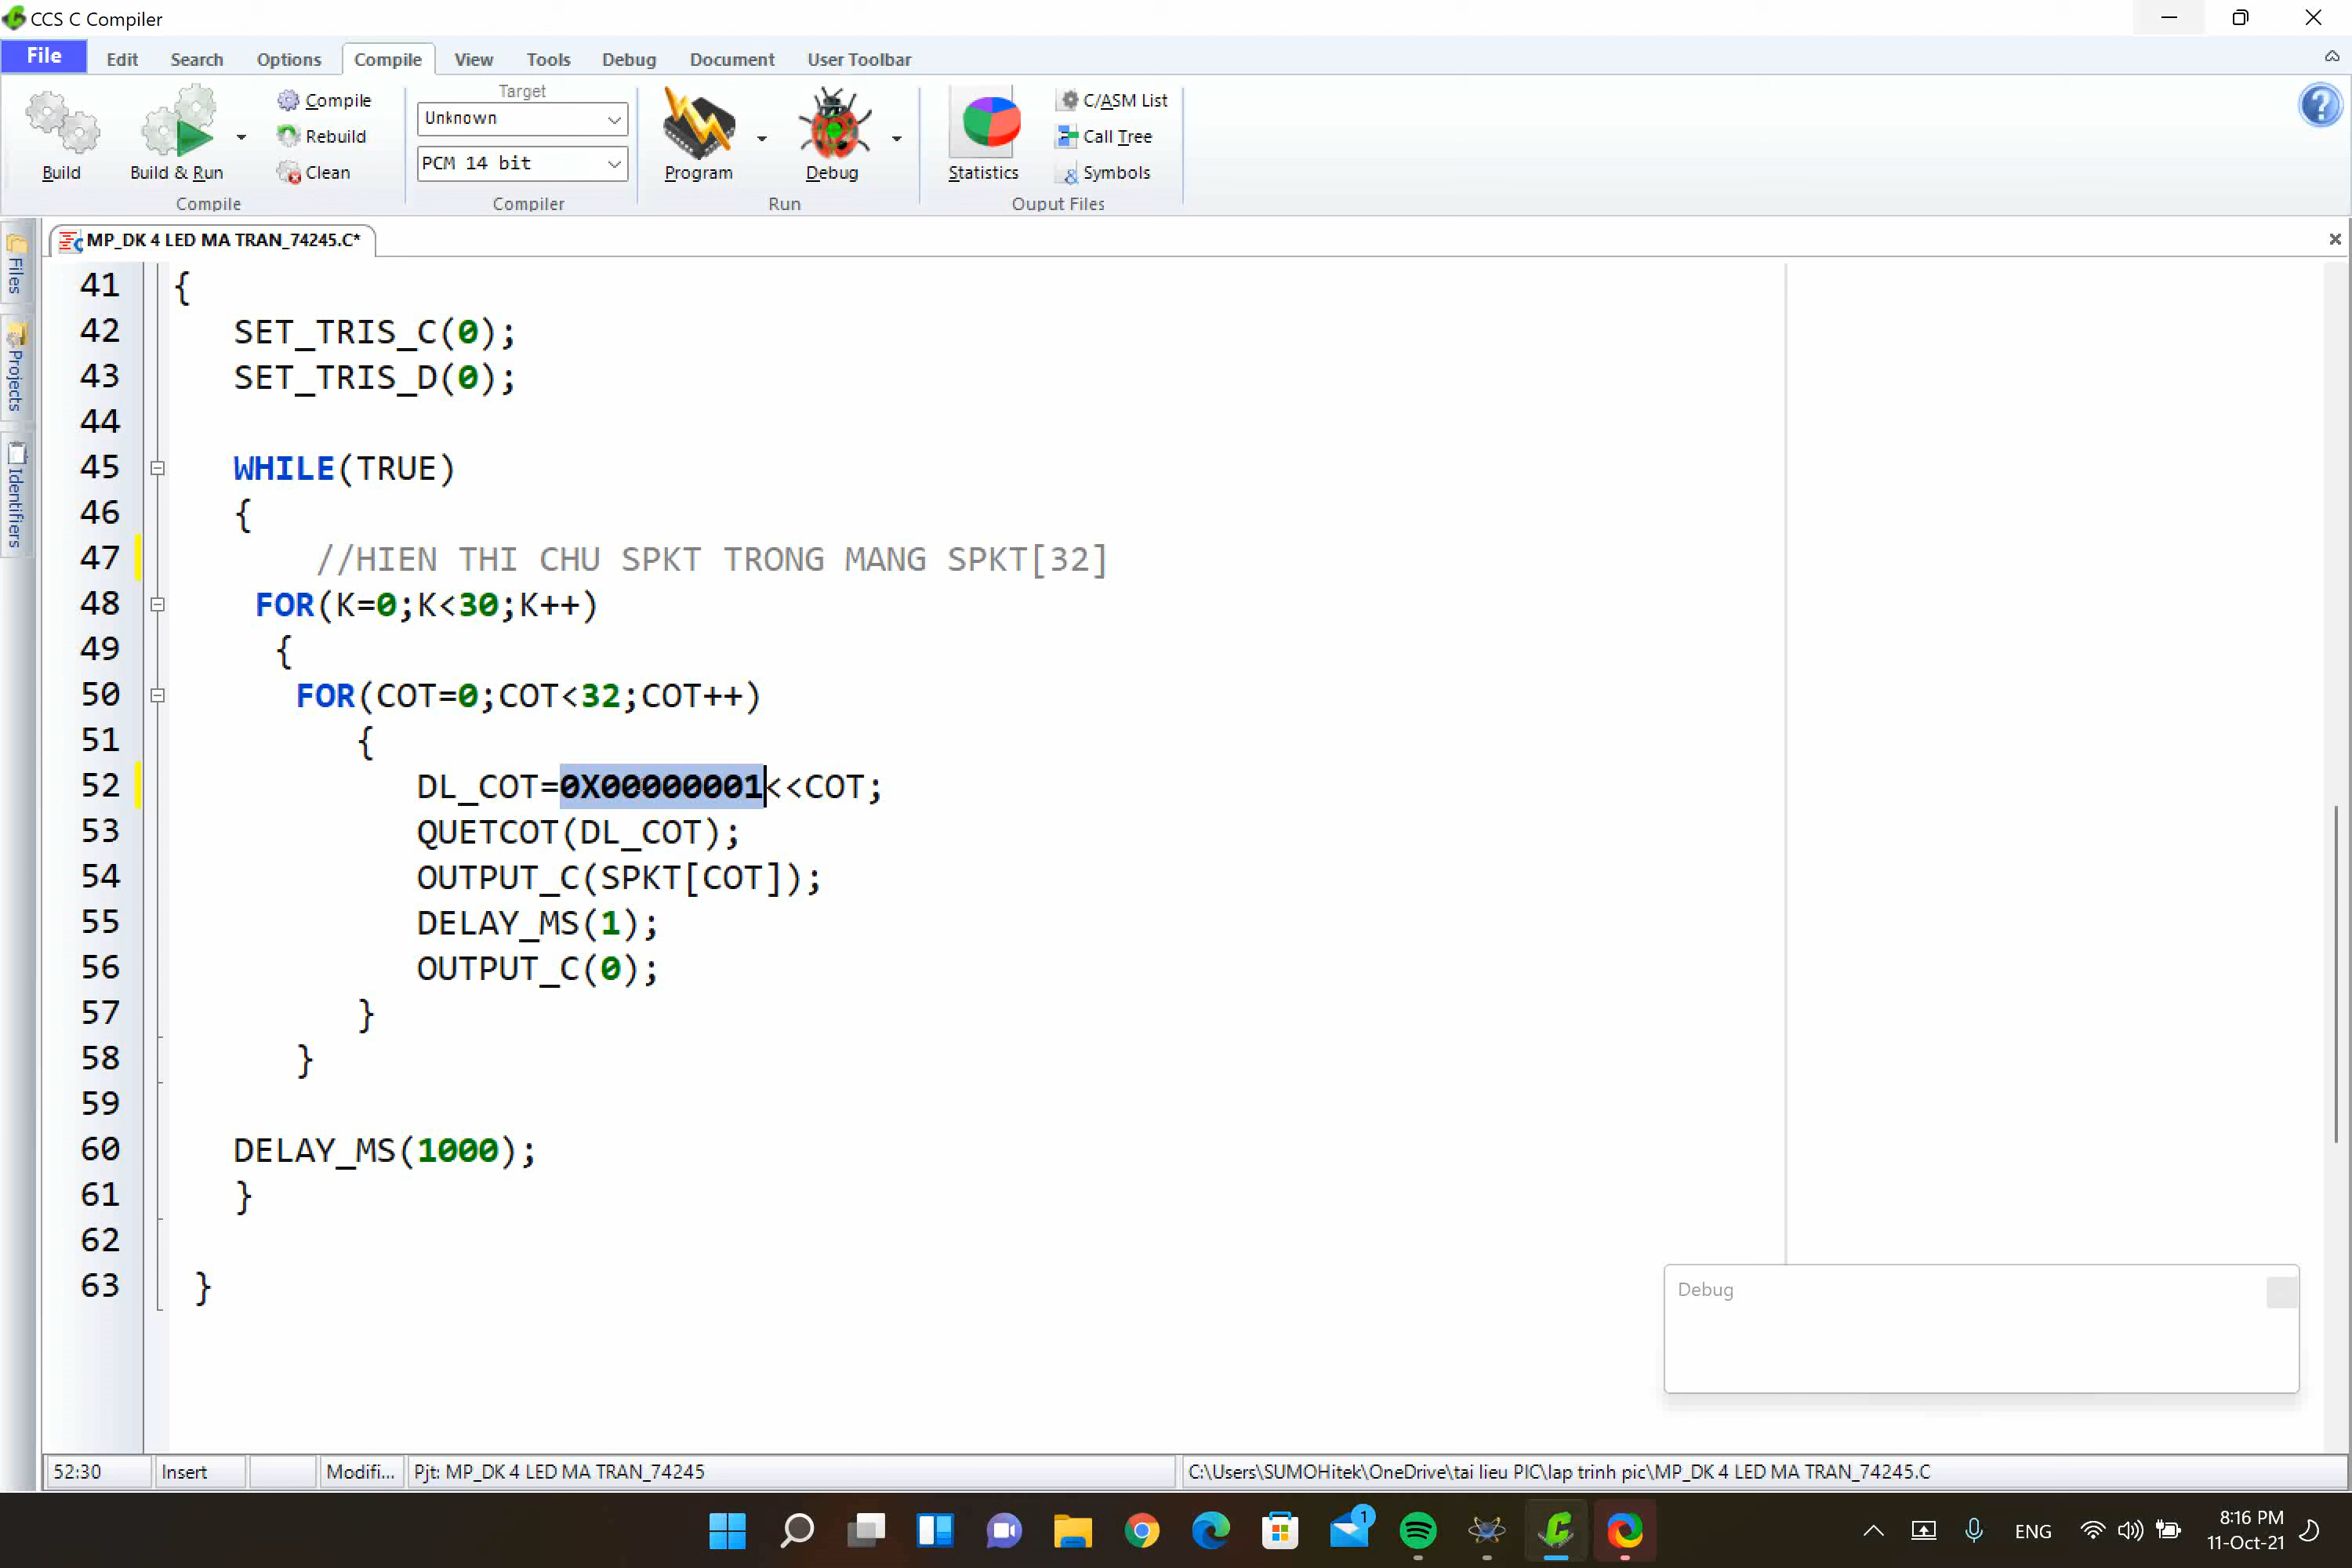 CCS C Compiler
File Edit Search Options Compile View Tools Debug Document User Toolbar
Build
Build & Run
Compile
Rebuild
Clean
Compile
Target
Unknown
PCM 14 bit
Compiler
Program
Debug
Run
Statistics
C/ASM List
Call Tree
Symbols
Ouput Files
Files
Projects
Identifiers
MP_DK 4 LED MA TRAN_74245.C*
41 {
42 SET_TRIS_C(0);
43 SET_TRIS_D(0);
44
45 WHILE(TRUE)
46 {
47 //HIEN THI CHU SPKT TRONG MANG SPKT[32]
48 FOR(K=0;K<30;K++)
49 {
50 FOR(COT=0;COT<32;COT++)
51 {
52 DL_COT=0X00000001<<COT;
53 QUETCOT(DL_COT);
54 OUTPUT_C(SPKT[COT]);
55 DELAY_MS(1);
56 OUTPUT_C(0);
57 }
58 }
59
60 DELAY_MS(1000);
61 }
62
63 }
Debug
52:30 Insert Modifi... Pjt: MP_DK 4 LED MA TRAN_74245 C:\Users\SUMOHitek\OneDrive\tai lieu PIC\lap trinh pic\MP_DK 4 LED MA TRAN_74245.C
1
ENG
8:16 PM
11-Oct-21